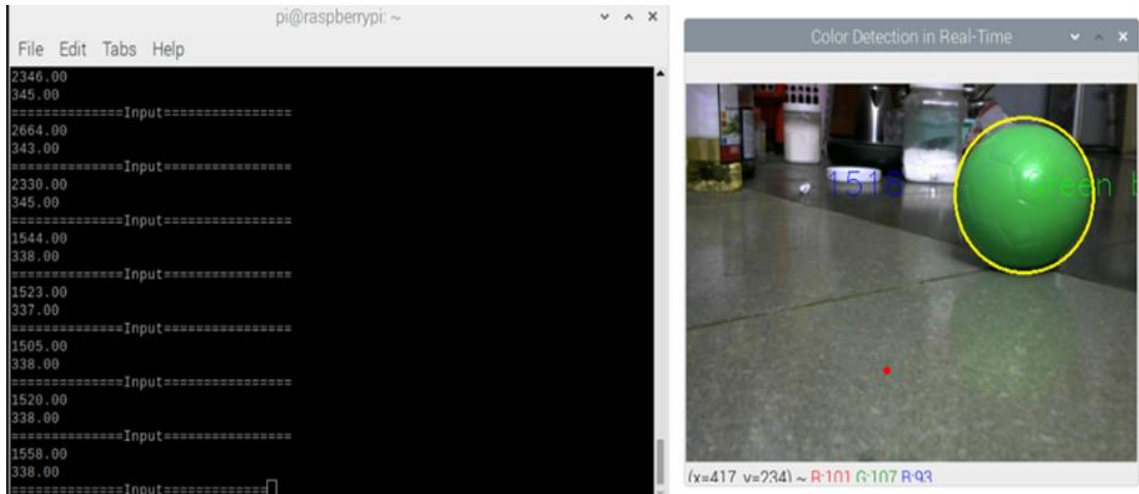 pi@raspberrypi: ~
File Edit Tabs Help
2346.00
345.00
==============Input================
2664.00
343.00
==============Input================
2330.00
345.00
==============Input================
1544.00
338.00
==============Input================
1523.00
337.00
==============Input================
1505.00
338.00
==============Input================
1520.00
338.00
==============Input================
1558.00
338.00
==============Input=============
Color Detection in Real-Time
1515
Green b
(x=417, y=234) ~ R:101 G:107 B:93